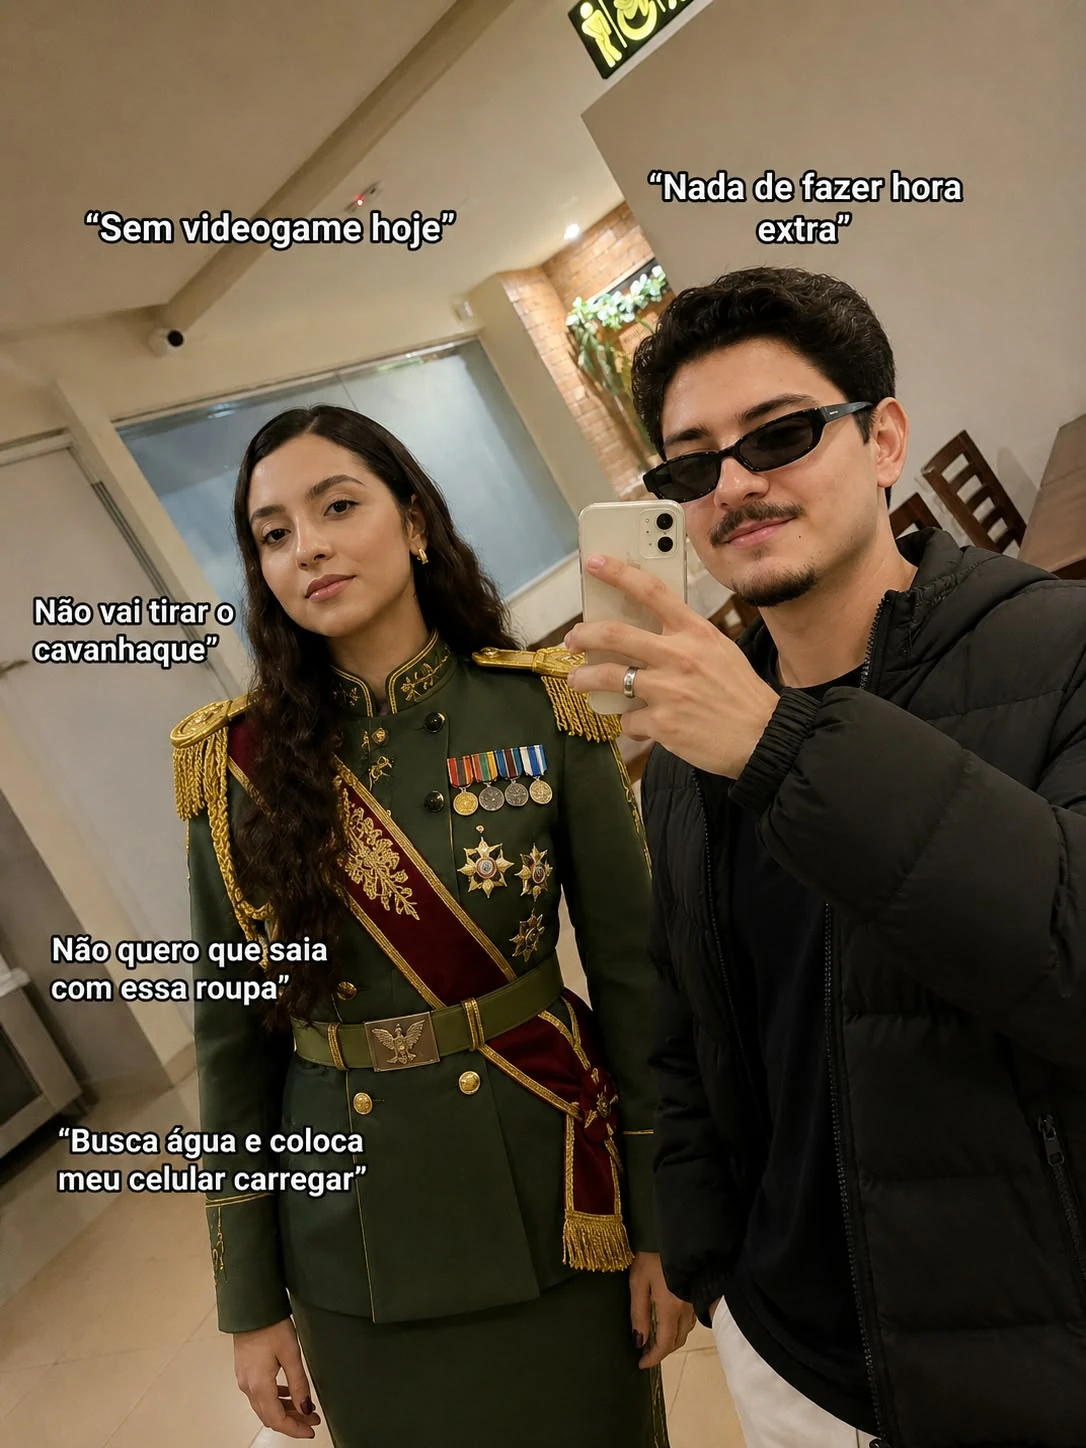 “Nada de fazer hora
extra”
“Sem videogame hoje”
Não vai tirar o
cavanhaque”
Não quero que saia
com essa roupa”
“Busca água e coloca
meu celular carregar”